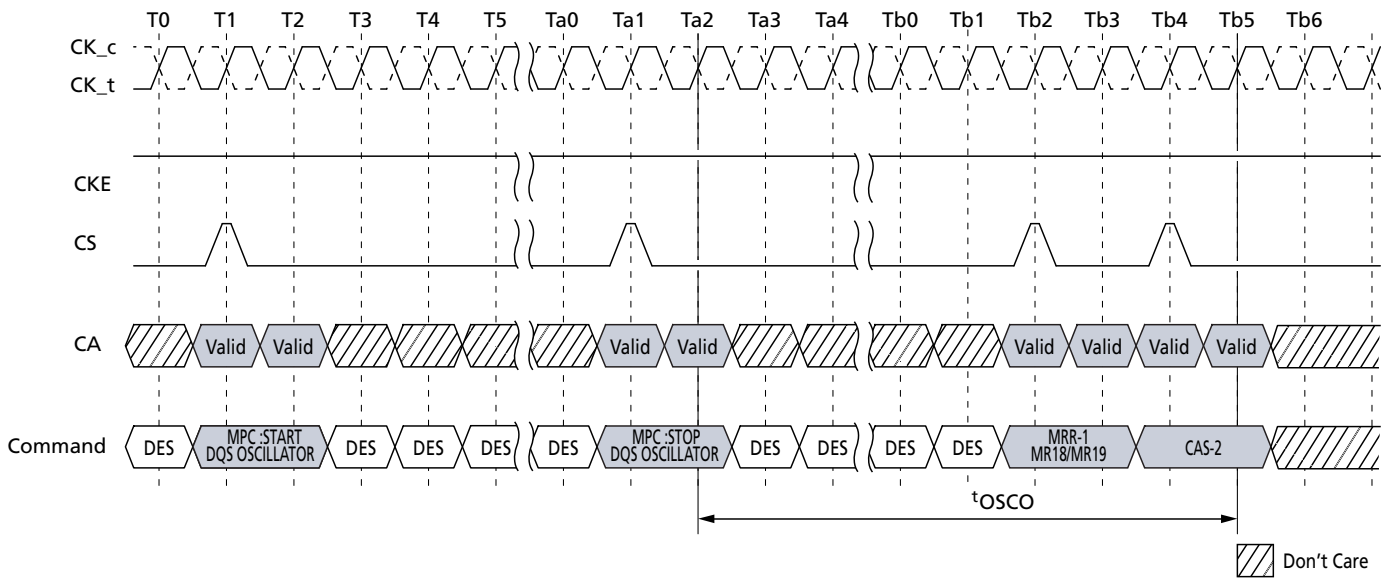 T0 T1 T2 T3 T4 T5 Ta0 Ta1 Ta2 Ta3 Ta4 Tb0 Tb1 Tb2 Tb3 Tb4 Tb5 Tb6
CK_c
CK_t
CKE
CS
CA Valid Valid Valid Valid Valid Valid Valid Valid
Command DES MPC :START DQS OSCILLATOR DES DES DES DES MPC :STOP DQS OSCILLATOR DES DES DES DES MRR-1 MR18/MR19 CAS-2
tOSCO
Don't Care